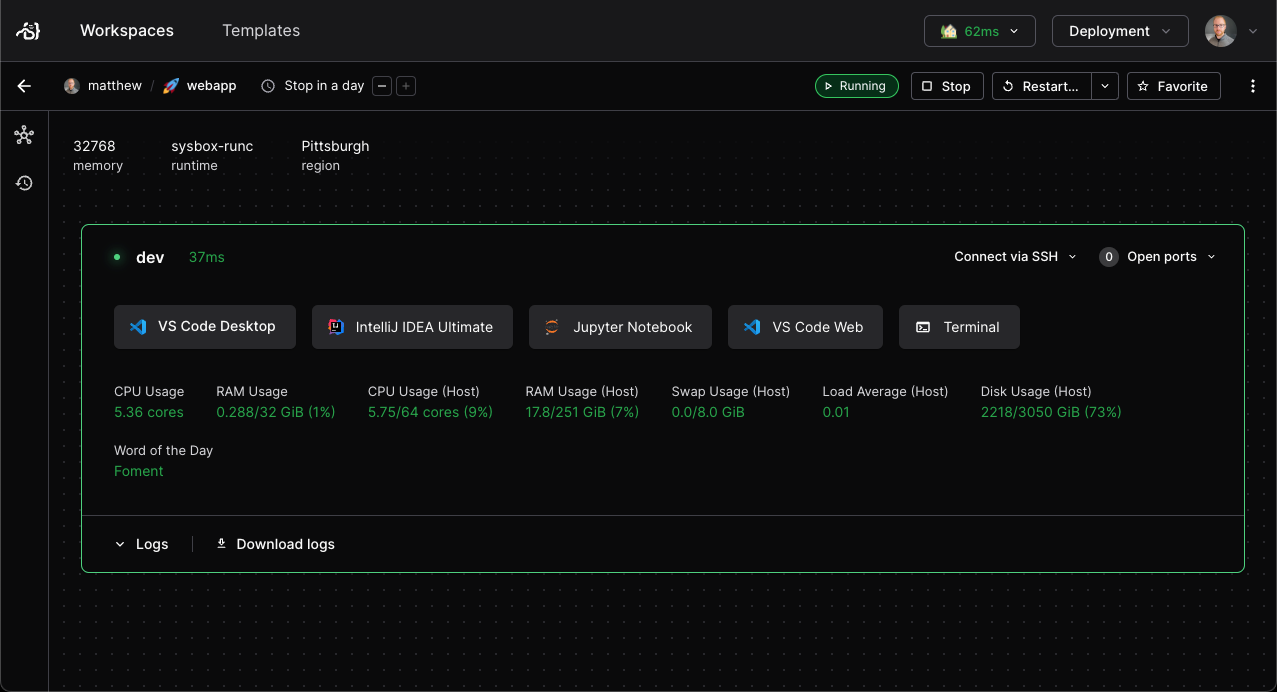 Workspaces Templates 62ms Deployment
matthew / webapp Stop in a day Running Stop Restart... Favorite
32768 sysbox-runc Pittsburgh
memory runtime region
dev 37ms Connect via SSH 0 Open ports
VS Code Desktop IntelliJ IDEA Ultimate Jupyter Notebook VS Code Web Terminal
CPU Usage RAM Usage CPU Usage (Host) RAM Usage (Host) Swap Usage (Host) Load Average (Host) Disk Usage (Host)
5.36 cores 0.288/32 GiB (1%) 5.75/64 cores (9%) 17.8/251 GiB (7%) 0.0/8.0 GiB 0.01 2218/3050 GiB (73%)
Word of the Day
Foment
Logs Download logs